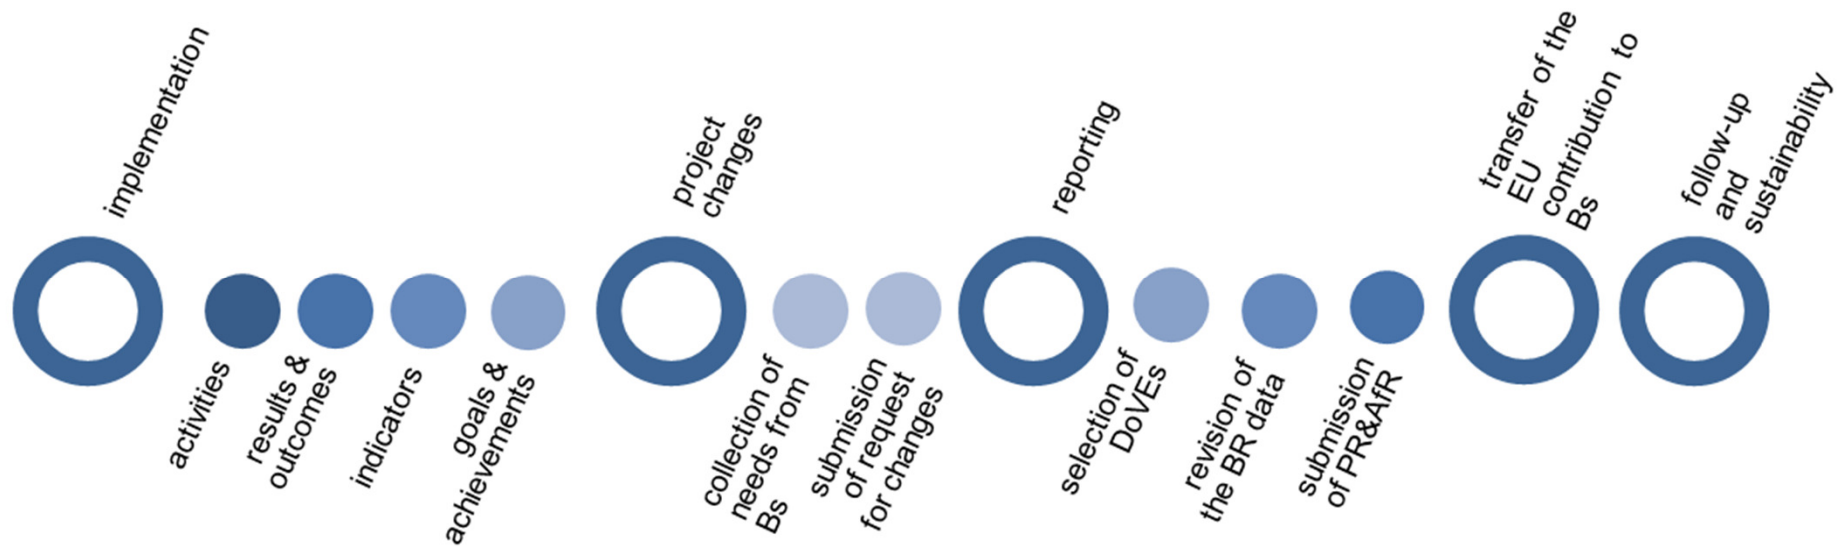 implementation
activities
results &
outcomes
indicators
goals &
achievements
project
changes
collection of
needs from
Bs
submission
of request
for changes
reporting
selection of
DoVEs
revision of
the BR data
submission
of PR&AfR
transfer of the
EU
contribution to
Bs
follow-up
and
sustainability